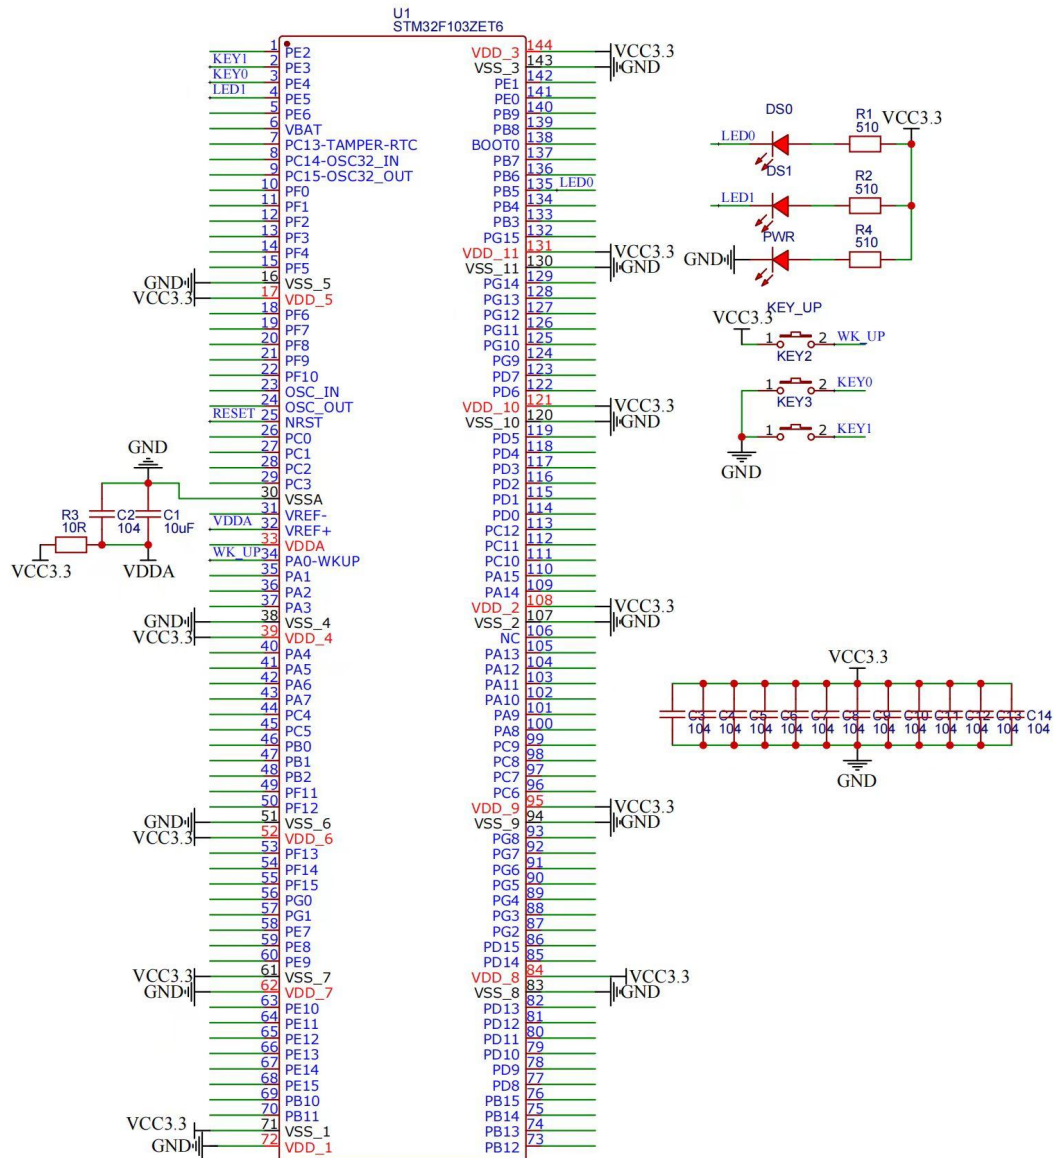 U1
STM32F103ZET6
1 PE2
KEY1 2 PE3
KEY0 3 PE4
LED1 4 PE5
5 PE6
6 VBAT
7 PC13-TAMPER-RTC
8 PC14-OSC32_IN
9 PC15-OSC32_OUT
10 PF0
11 PF1
12 PF2
13 PF3
14 PF4
15 PF5
GND 16 VSS_5
VCC3.3 17 VDD_5
18 PF6
19 PF7
20 PF8
21 PF9
22 PF10
23 OSC_IN
24 OSC_OUT
RESET 25 NRST
26 PC0
27 PC1
28 PC2
29 PC3
30 VSSA
31 VREF-
VDDA 32 VREF+
33 VDDA
WK_UP 34 PA0-WKUP
35 PA1
36 PA2
37 PA3
GND 38 VSS_4
VCC3.3 39 VDD_4
40 PA4
41 PA5
42 PA6
43 PA7
44 PC4
45 PC5
46 PB0
47 PB1
48 PB2
49 PF11
50 PF12
GND 51 VSS_6
VCC3.3 52 VDD_6
53 PF13
54 PF14
55 PF15
56 PG0
57 PG1
58 PE7
59 PE8
60 PE9
VCC3.3 61 VSS_7
GND 62 VDD_7
63 PE10
64 PE11
65 PE12
66 PE13
67 PE14
68 PE15
69 PB10
70 PB11
VCC3.3 71 VSS_1
GND 72 VDD_1
VDD_3 144 VCC3.3
VSS_3 143 GND
PE1 142
PE0 141
PB9 140
PB8 139
BOOT0 138
PB7 137
PB6 136
PB5 135 LED0
PB4 134
PB3 133
PG15 132
VDD_11 131 VCC3.3
VSS_11 130 GND
PG14 129
PG13 128
PG12 127
PG11 126
PG10 125
PG9 124
PD7 123
PD6 122
VDD_10 121 VCC3.3
VSS_10 120 GND
PD5 119
PD4 118
PD3 117
PD2 116
PD1 115
PD0 114
PC12 113
PC11 112
PC10 111
PA15 110
PA14 109
VDD_2 108 VCC3.3
VSS_2 107 GND
NC 106
PA13 105
PA12 104
PA11 103
PA10 102
PA9 101
PA8 100
PC9 99
PC8 98
PC7 97
PC6 96
VDD_9 95 VCC3.3
VSS_9 94 GND
PG8 93
PG7 92
PG6 91
PG5 90
PG4 89
PG3 88
PG2 87
PD15 86
PD14 85
VDD_8 84 VCC3.3
VSS_8 83 GND
PD13 82
PD12 81
PD11 80
PD10 79
PD9 78
PD8 77
PB15 76
PB14 75
PB13 74
PB12 73
GND
R3 C2 C1
10R 104 10uF
VCC3.3 VDDA
DS0 R1 VCC3.3
LED0 510
DS1 R2
LED1 510
PWR R4
GND 510
KEY_UP
VCC3.3
1 2 WK_UP
KEY2
1 2 KEY0
KEY3
1 2 KEY1
GND
VCC3.3
C3 C4 C5 C6 C7 C8 C9 C10 C11 C12 C13 C14
104 104 104 104 104 104 104 104 104 104 104 104
GND